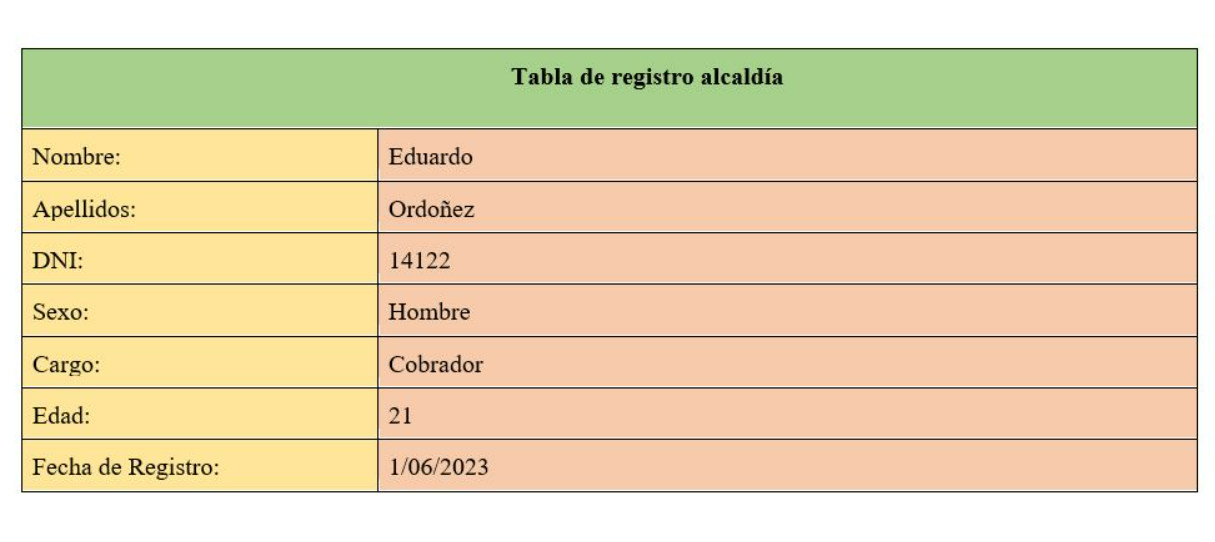 Tabla de registro alcaldía
Nombre: Eduardo
Apellidos: Ordoñez
DNI: 14122
Sexo: Hombre
Cargo: Cobrador
Edad: 21
Fecha de Registro: 1/06/2023